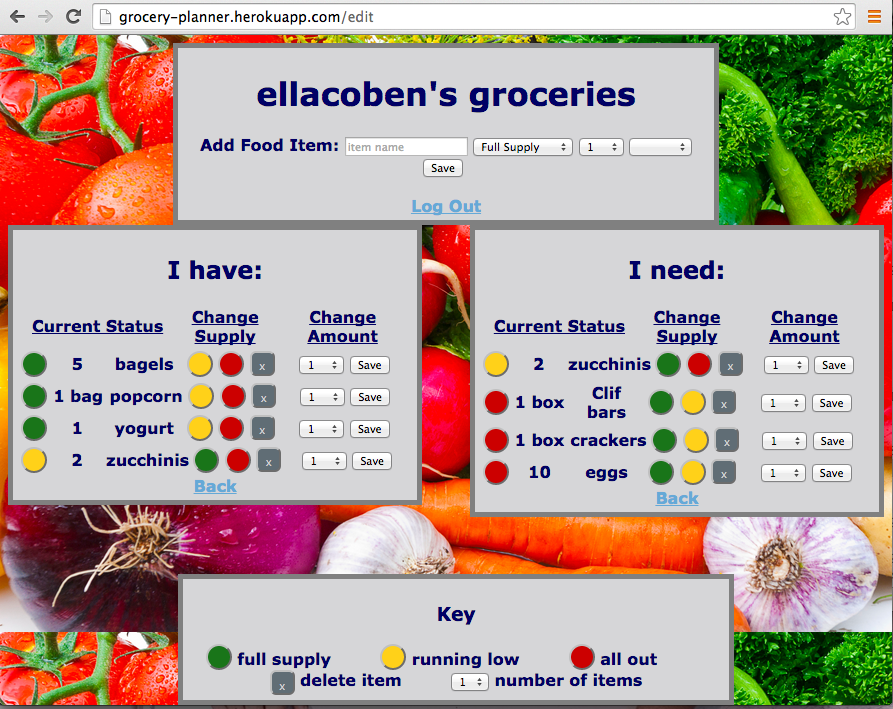 grocery-planner.herokuapp.com/edit
ellacoben's groceries
Add Food Item: item name Full Supply 1
Save
Log Out
I have:
Current Status Change Supply Change Amount
5 bagels x 1 Save
1 bag popcorn x 1 Save
1 yogurt x 1 Save
2 zucchinis x 1 Save
Back
I need:
Current Status Change Supply Change Amount
2 zucchinis x 1 Save
1 box Clif bars x 1 Save
1 box crackers x 1 Save
10 eggs x 1 Save
Back
Key
full supply running low all out
x delete item 1 number of items